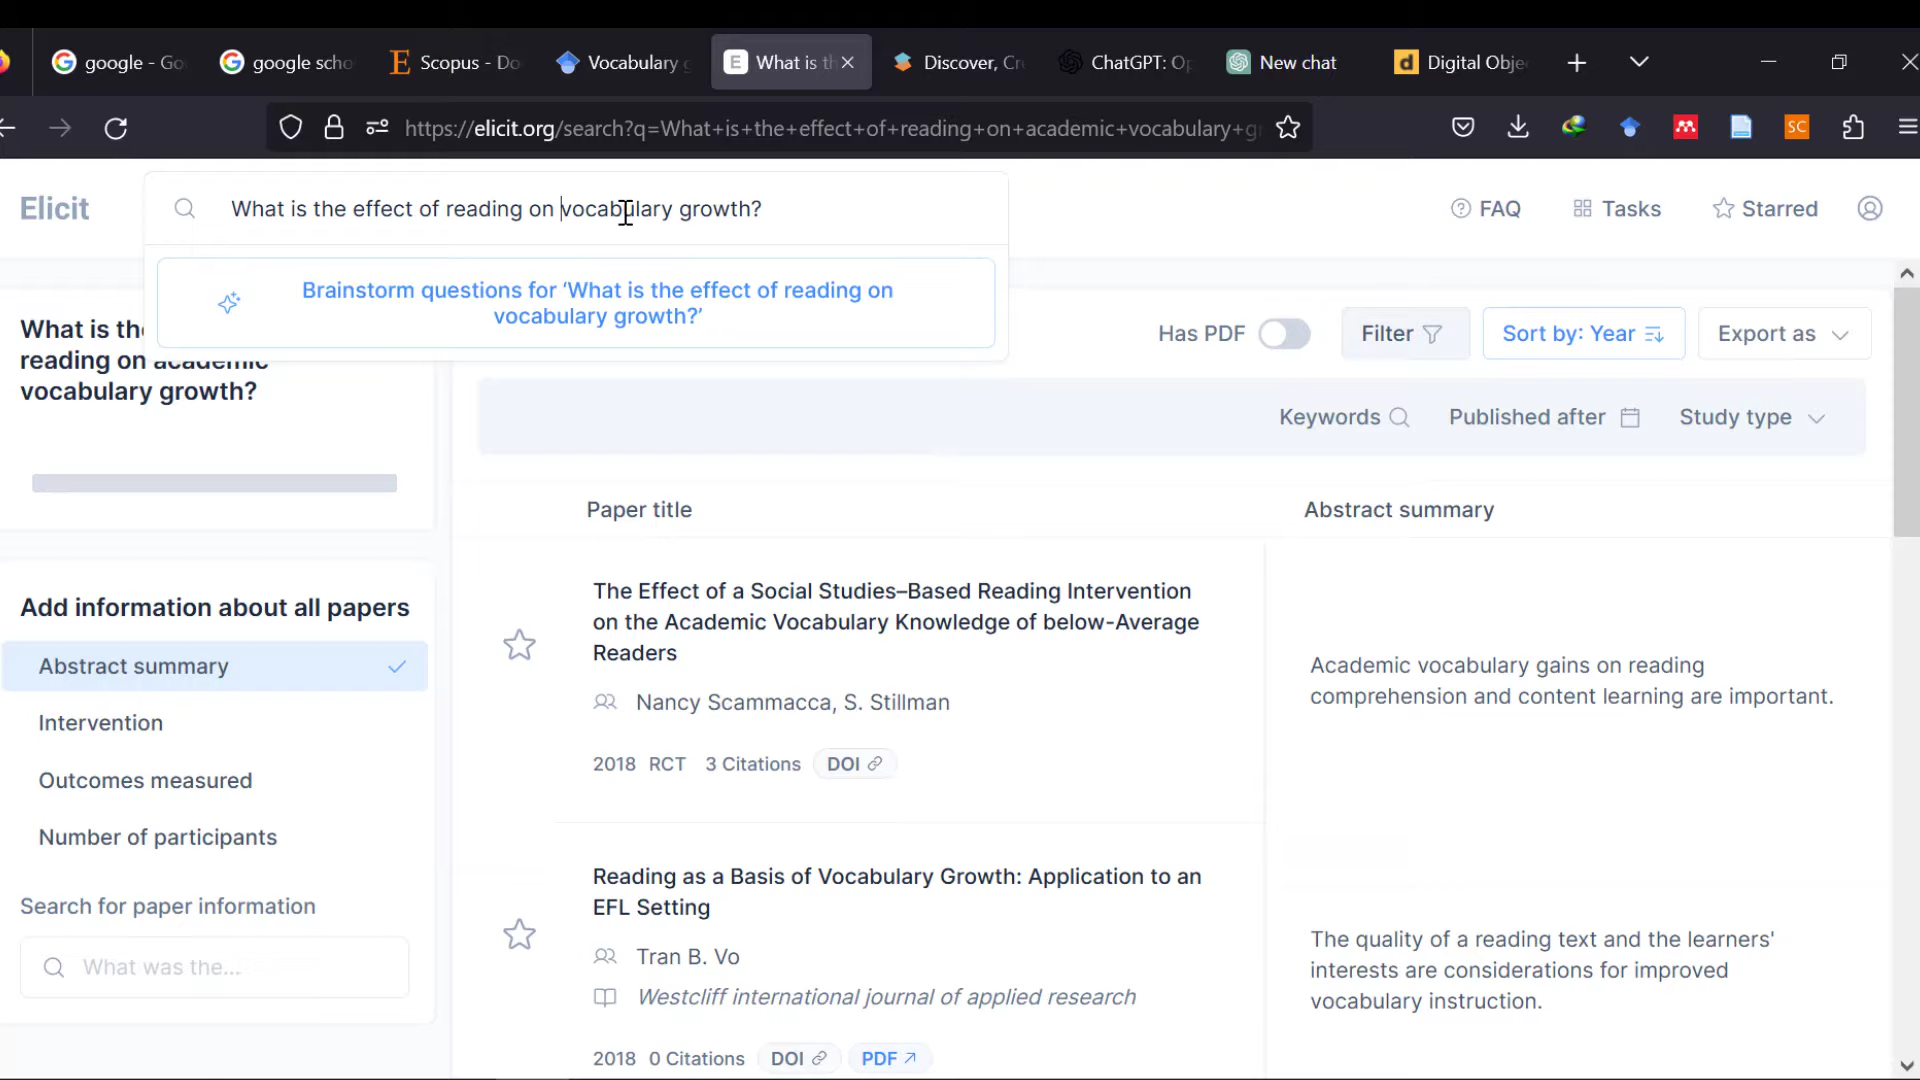 google - Go
google scho
Scopus - Do
Vocabulary g
What is th
Discover, Cr
ChatGPT: Op
New chat
Digital Obje
https://elicit.org/search?q=What+is+the+effect+of+reading+on+academic+vocabulary+gr
SC
Elicit
What is the effect of reading on vocabulary growth?
FAQ
Tasks
Starred
Brainstorm questions for ‘What is the effect of reading on
vocabulary growth?’
What is the
reading on academic
vocabulary growth?
Has PDF
Filter
Sort by: Year
Export as
Keywords
Published after
Study type
Paper title
Abstract summary
Add information about all papers
Abstract summary
Intervention
Outcomes measured
Number of participants
Search for paper information
What was the...
The Effect of a Social Studies–Based Reading Intervention
on the Academic Vocabulary Knowledge of below-Average
Readers
Nancy Scammacca, S. Stillman
2018 RCT 3 Citations DOI
Academic vocabulary gains on reading
comprehension and content learning are important.
Reading as a Basis of Vocabulary Growth: Application to an
EFL Setting
Tran B. Vo
Westcliff international journal of applied research
2018 0 Citations DOI PDF
The quality of a reading text and the learners'
interests are considerations for improved
vocabulary instruction.